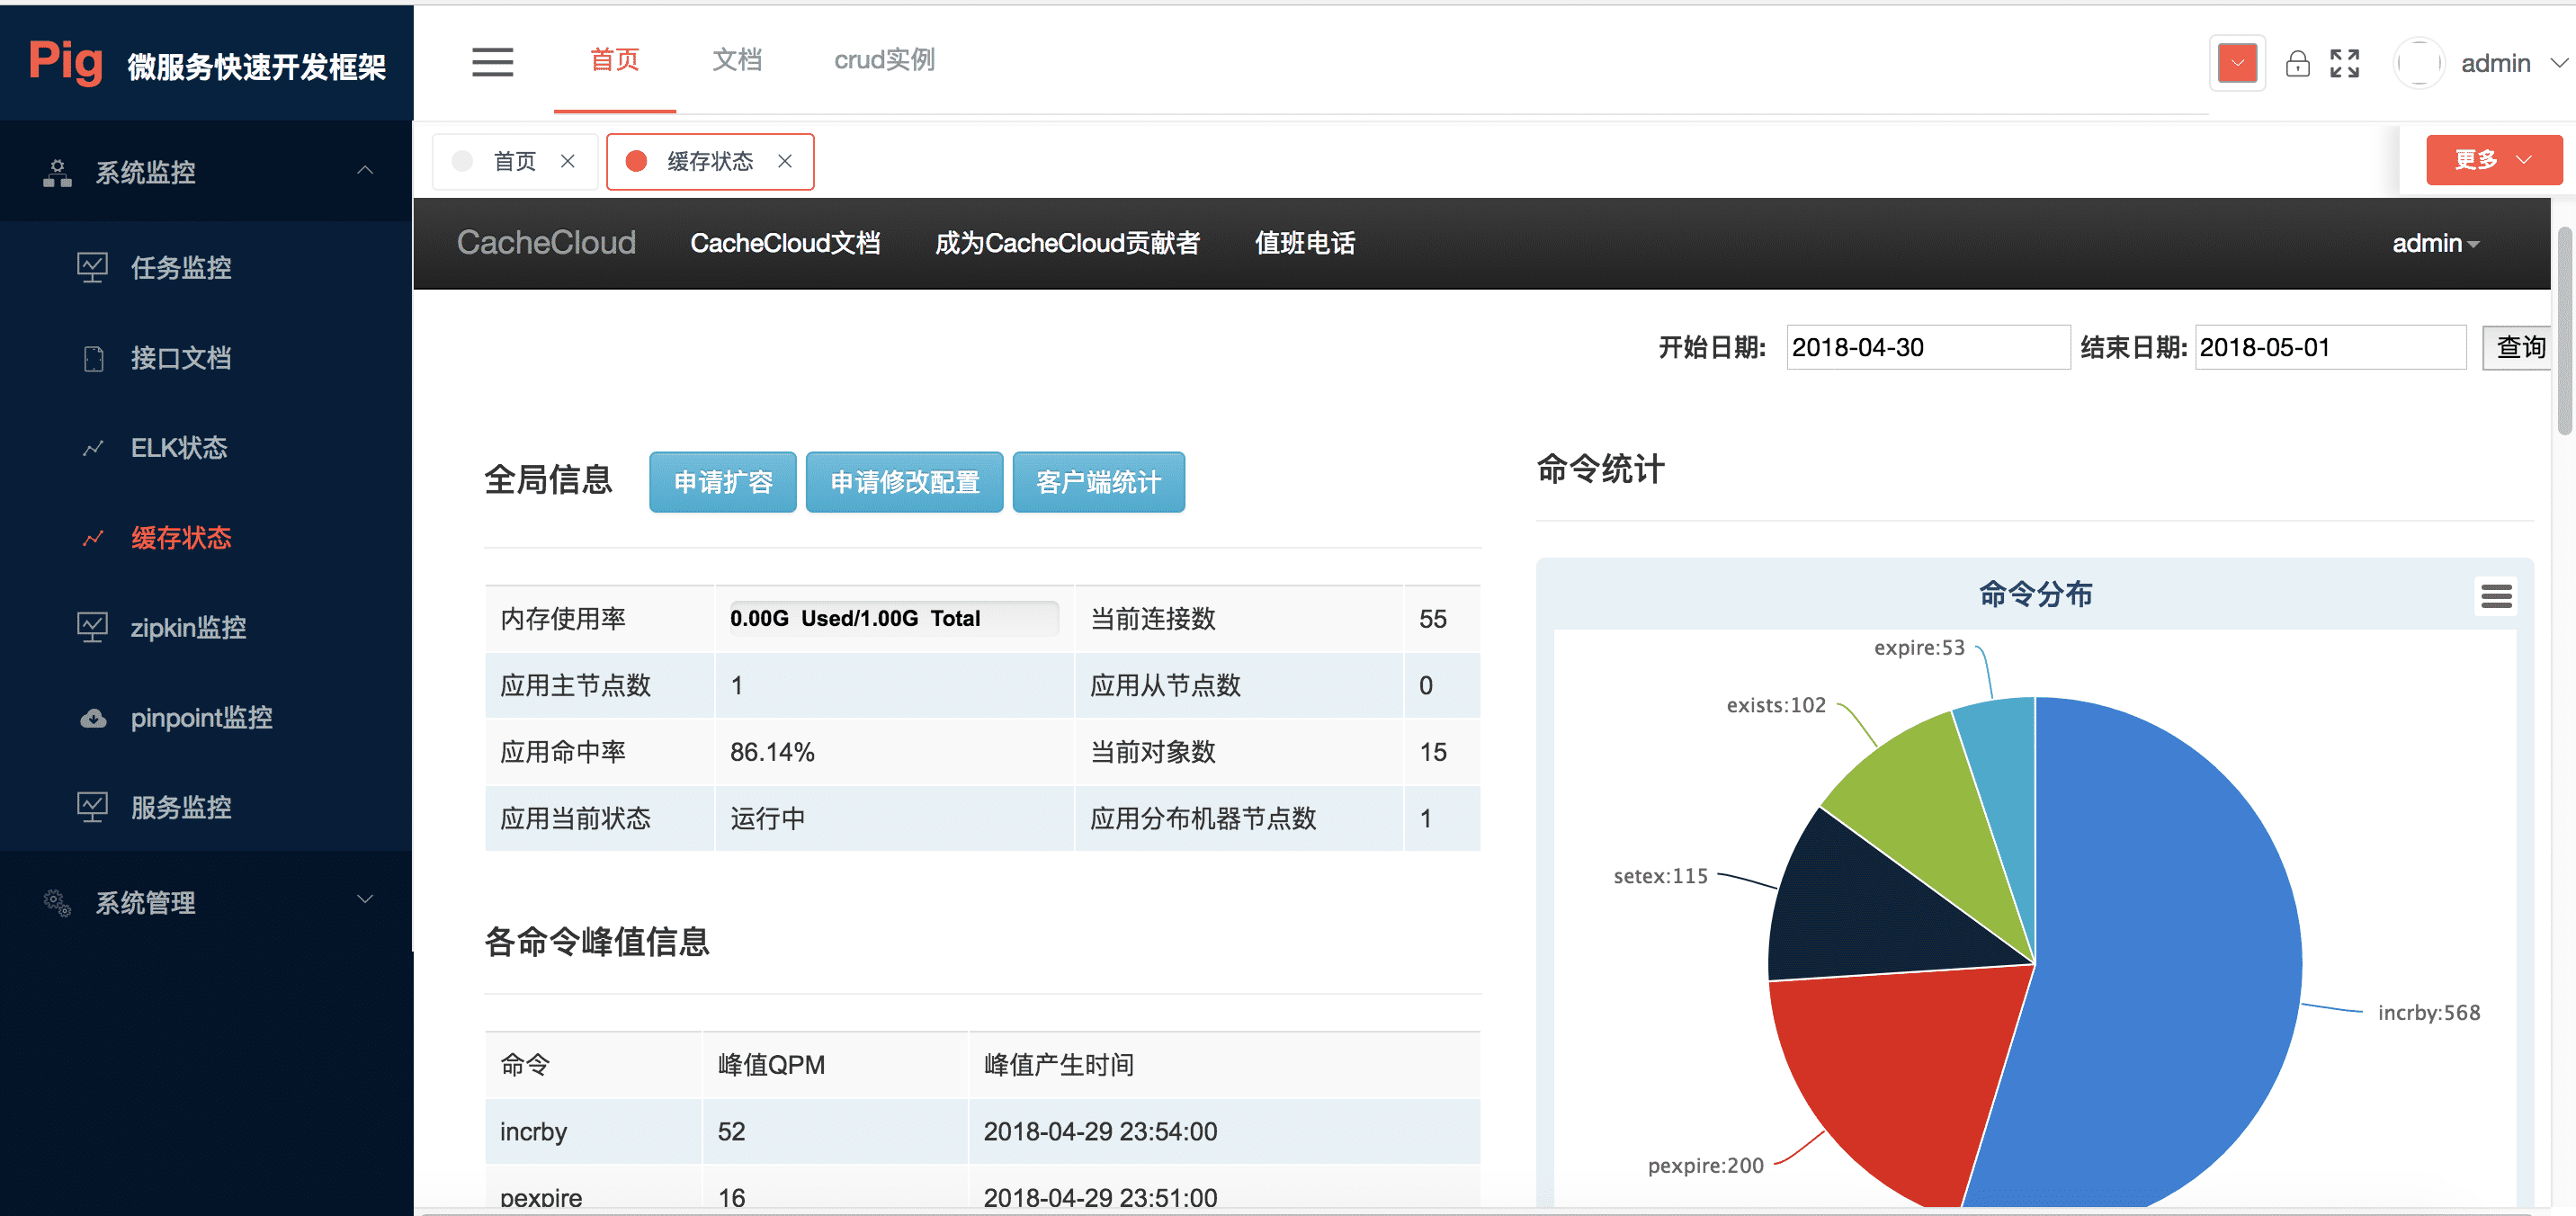 Pig 微服务快速开发框架
首页 文档 crud实例
admin
系统监控
任务监控
接口文档
ELK状态
缓存状态
zipkin监控
pinpoint监控
服务监控
系统管理
首页 缓存状态
更多
CacheCloud CacheCloud文档 成为CacheCloud贡献者 值班电话 admin
开始日期: 2018-04-30 结束日期: 2018-05-01 查询
全局信息 申请扩容 申请修改配置 客户端统计
内存使用率 0.00G Used/1.00G Total 当前连接数 55
应用主节点数 1 应用从节点数 0
应用命中率 86.14% 当前对象数 15
应用当前状态 运行中 应用分布机器节点数 1
各命令峰值信息
命令 峰值QPM 峰值产生时间
incrby 52 2018-04-29 23:54:00
pexpire 16 2018-04-29 23:51:00
命令统计
命令分布
expire:53
exists:102
setex:115
incrby:568
pexpire:200